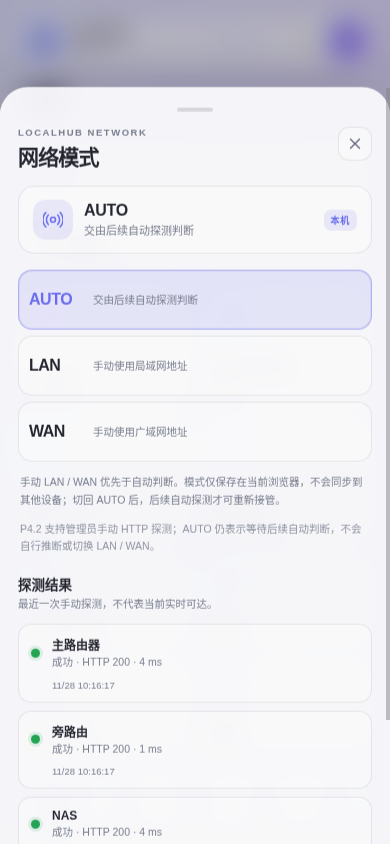 LOCALHUB NETWORK
网络模式
AUTO
交由后续自动探测判断
本机
AUTO 交由后续自动探测判断
LAN 手动使用局域网地址
WAN 手动使用广域网地址
手动 LAN / WAN 优先于自动判断。模式仅保存在当前浏览器，不会同步到
其他设备；切回 AUTO 后，后续自动探测才可重新接管。
P4.2 支持管理员手动 HTTP 探测；AUTO 仍表示等待后续自动判断，不会
自行推断或切换 LAN / WAN。
探测结果
最近一次手动探测，不代表当前实时可达。
主路由器
成功 · HTTP 200 · 4 ms
11/28 10:16:17
旁路由
成功 · HTTP 200 · 1 ms
11/28 10:16:17
NAS
成功 · HTTP 200 · 4 ms